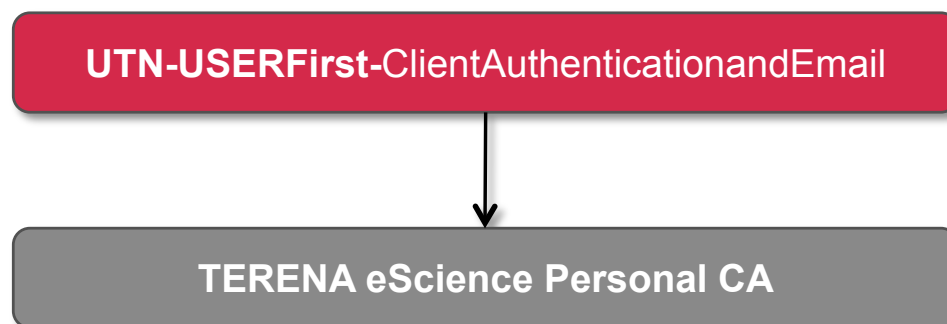 UTN-USERFirst-ClientAuthenticationandEmail
TERENA eScience Personal CA